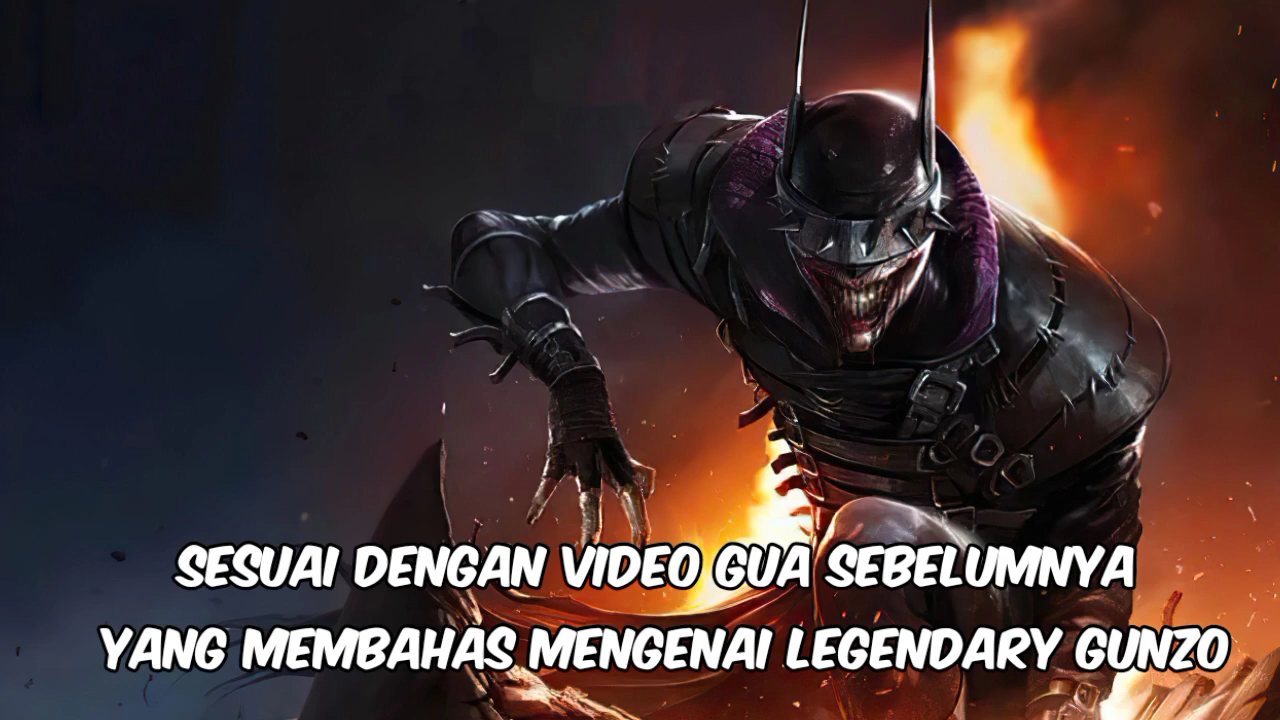 SESUAI DENGAN VIDEO GUA SEBELUMNYA
YANG MEMBAHAS MENGENAI LEGENDARY GUNZO